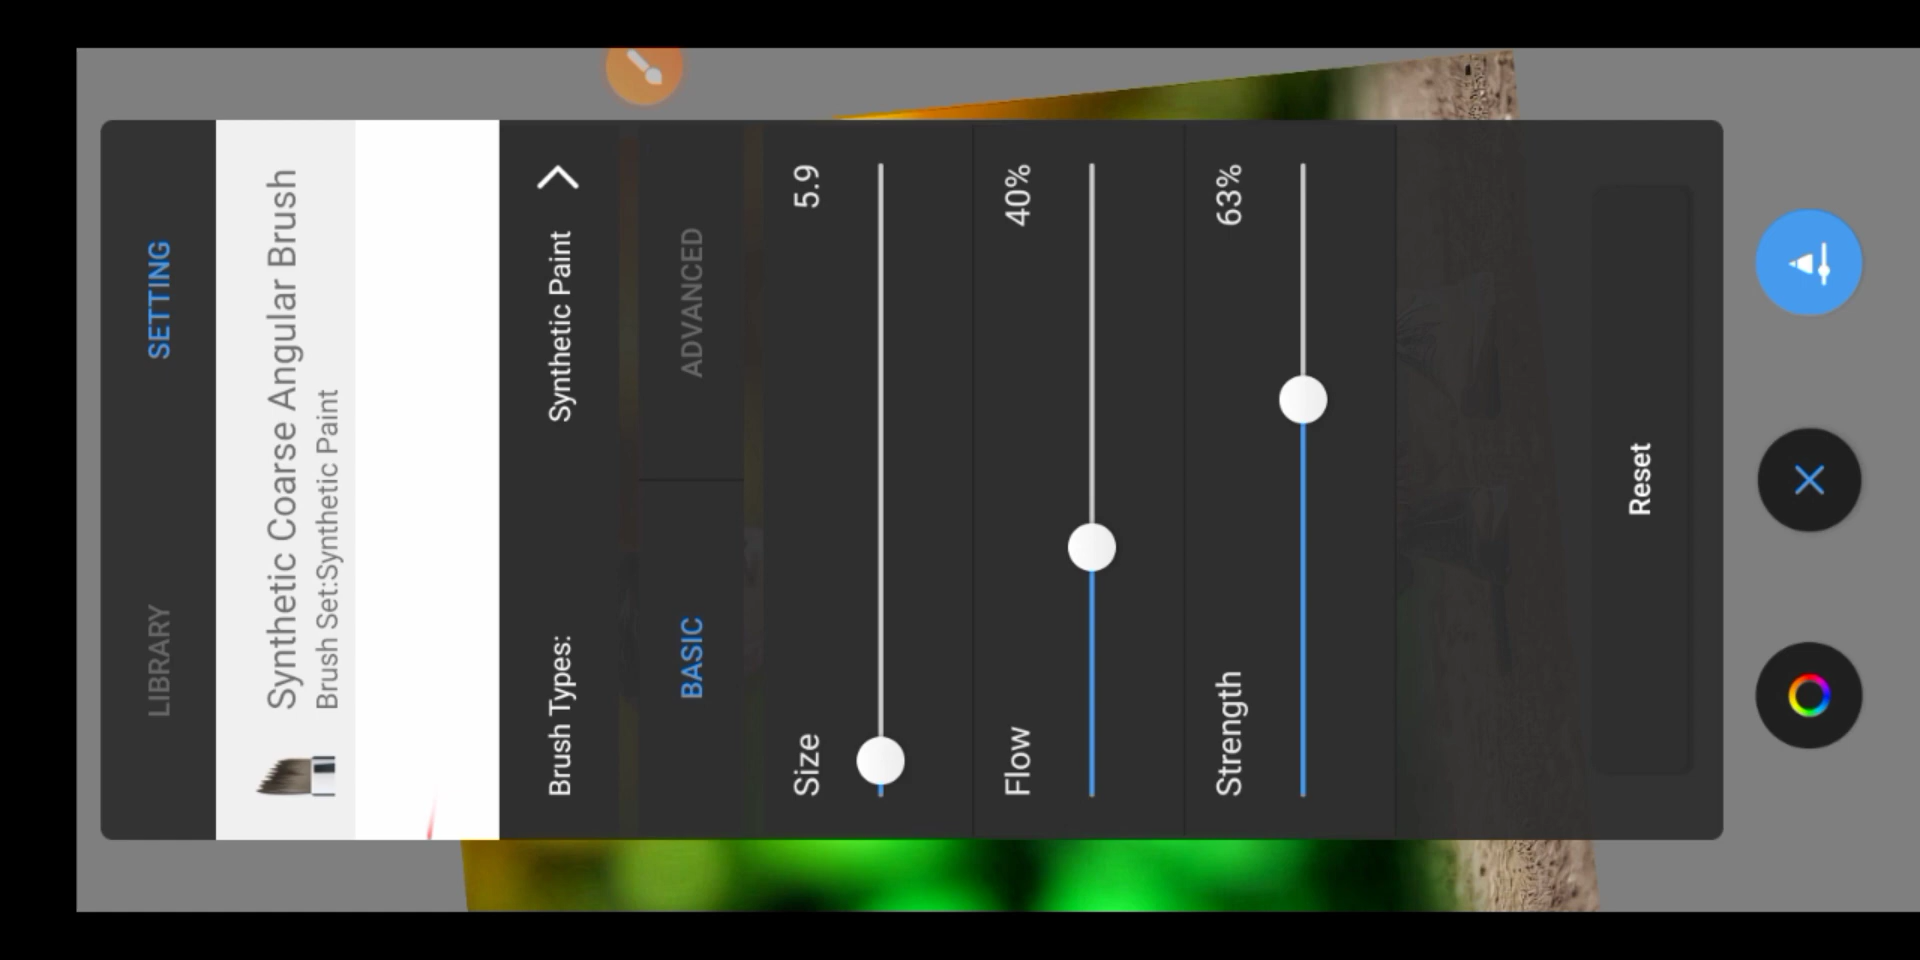 LIBRARY SETTING
Synthetic Coarse Angular Brush
Brush Set:Synthetic Paint
Brush Types: Synthetic Paint
BASIC ADVANCED
Size 5.9
Flow 40%
Strength 63%
Reset